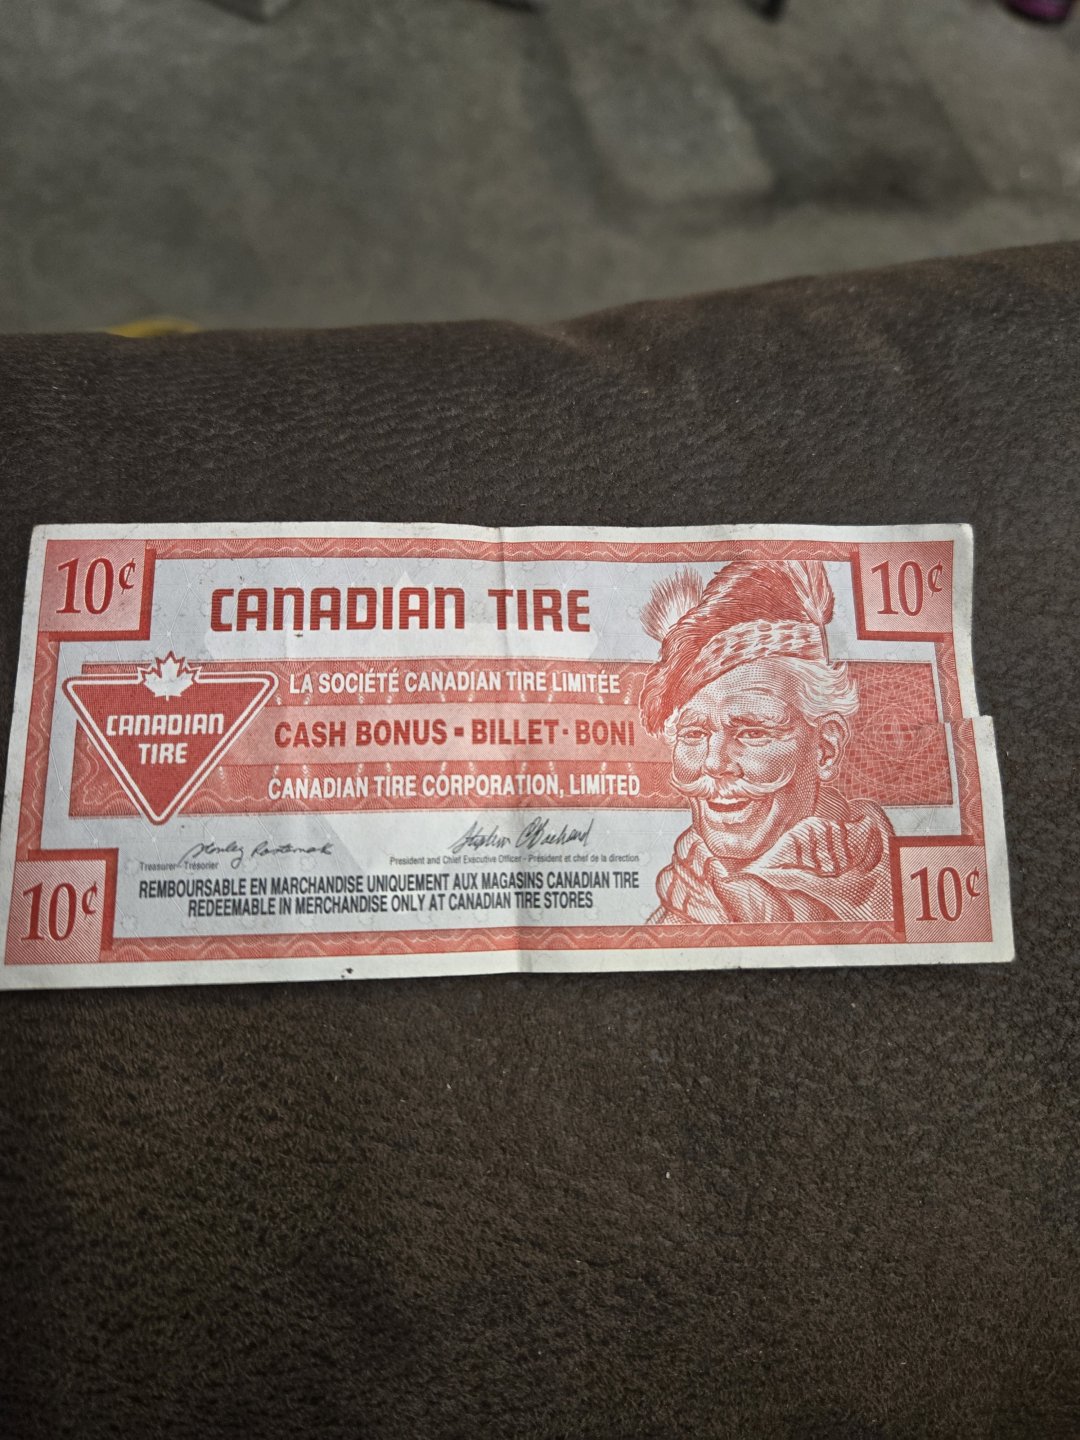 10¢
CANADIAN TIRE
10¢
LA SOCIÉTÉ CANADIAN TIRE LIMITÉE
CANADIAN
TIRE
CASH BONUS ▪ BILLET · BONI
CANADIAN TIRE CORPORATION, LIMITED
Treasurer - Trésorier
President and Chief Executive Officer - Président et chef de la direction
REMBOURSABLE EN MARCHANDISE UNIQUEMENT AUX MAGASINS CANADIAN TIRE
REDEEMABLE IN MERCHANDISE ONLY AT CANADIAN TIRE STORES
10¢
10¢